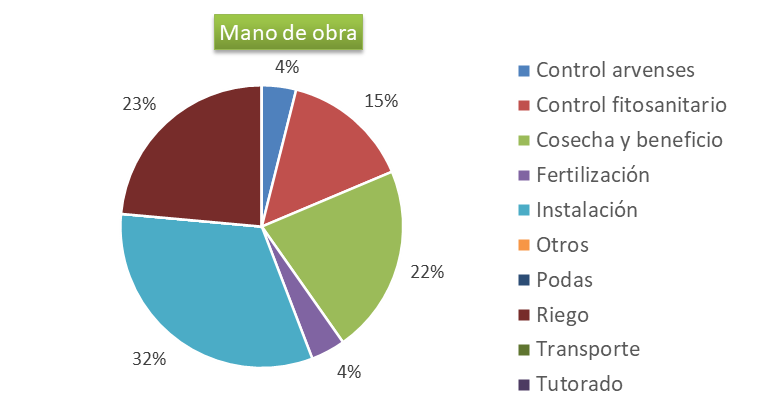 Mano de obra
4%
15%
23%
22%
32%
4%
Control arvenses
Control fitosanitario
Cosecha y beneficio
Fertilización
Instalación
Otros
Podas
Riego
Transporte
Tutorado